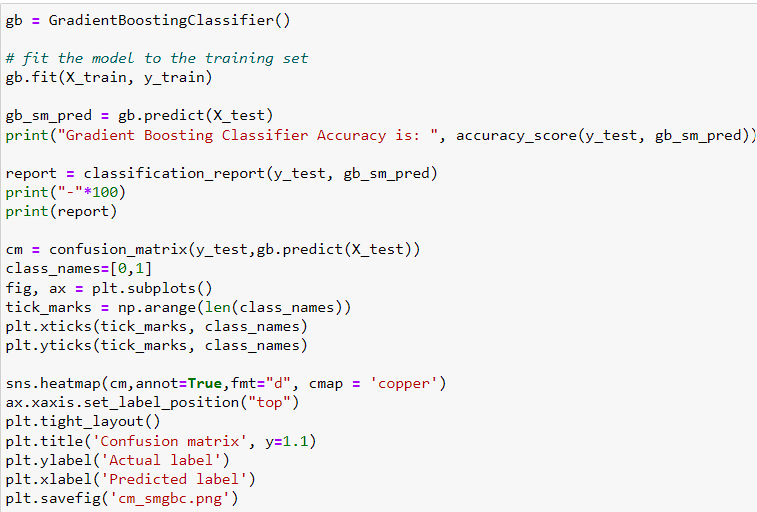 gb = GradientBoostingClassifier()
# fit the model to the training set
gb.fit(X_train, y_train)
gb_sm_pred = gb.predict(X_test)
print("Gradient Boosting Classifier Accuracy is: ", accuracy_score(y_test, gb_sm_pred))
report = classification_report(y_test, gb_sm_pred)
print("-"*100)
print(report)
cm = confusion_matrix(y_test,gb.predict(X_test))
class_names=[0,1]
fig, ax = plt.subplots()
tick_marks = np.arange(len(class_names))
plt.xticks(tick_marks, class_names)
plt.yticks(tick_marks, class_names)
sns.heatmap(cm,annot=True,fmt="d", cmap = 'copper')
ax.xaxis.set_label_position("top")
plt.tight_layout()
plt.title('Confusion matrix', y=1.1)
plt.ylabel('Actual label')
plt.xlabel('Predicted label')
plt.savefig('cm_smgbc.png')